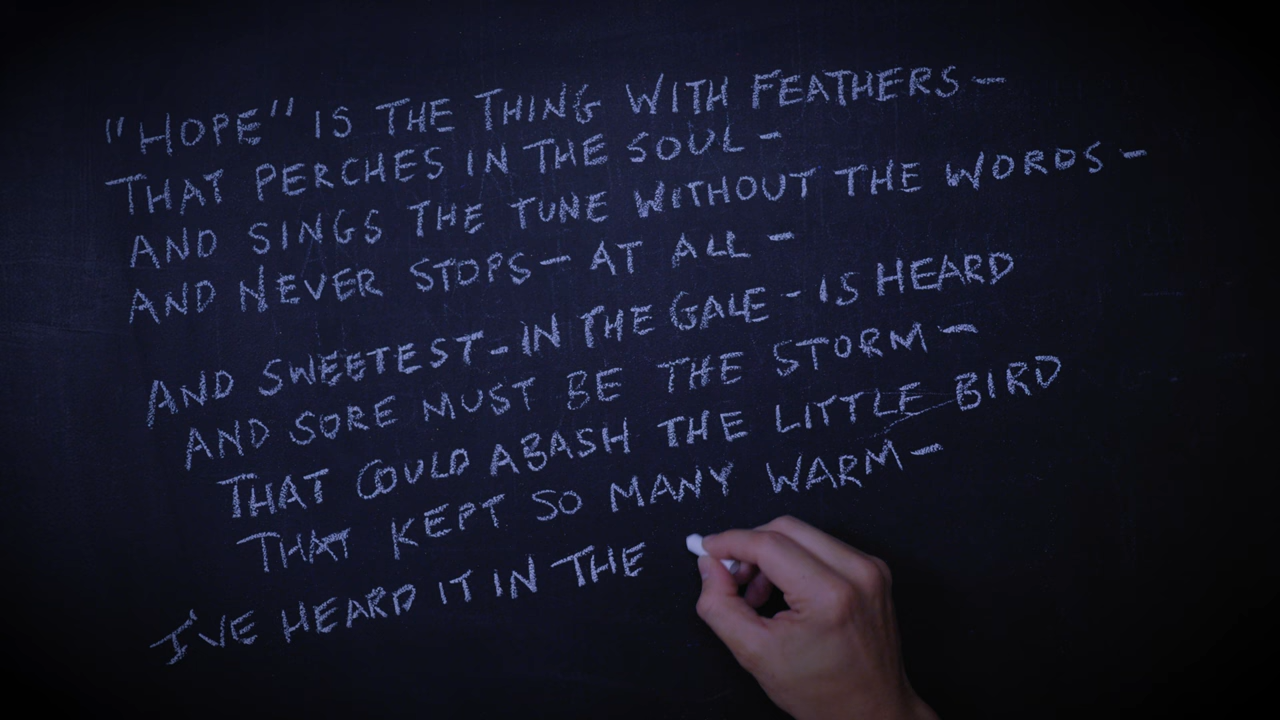 "HOPE" IS THE THING WITH FEATHERS—
THAT PERCHES IN THE SOUL—
AND SINGS THE TUNE WITHOUT THE WORDS—
AND NEVER STOPS—AT ALL—
AND SWEETEST—IN THE GALE—IS HEARD
AND SORE MUST BE THE STORM—
THAT COULD ABASH THE LITTLE BIRD
THAT KEPT SO MANY WARM—
I'VE HEARD IT IN THE